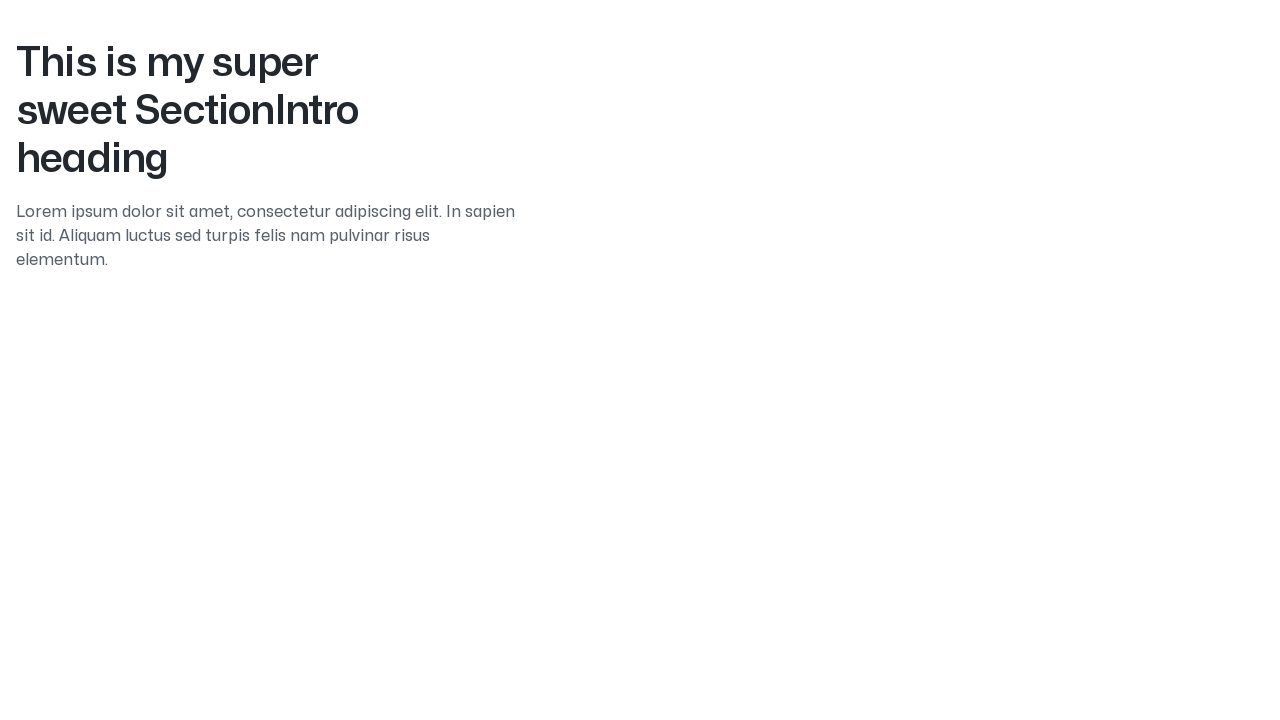 This is my super
sweet SectionIntro
heading
Lorem ipsum dolor sit amet, consectetur adipiscing elit. In sapien
sit id. Aliquam luctus sed turpis felis nam pulvinar risus
elementum.